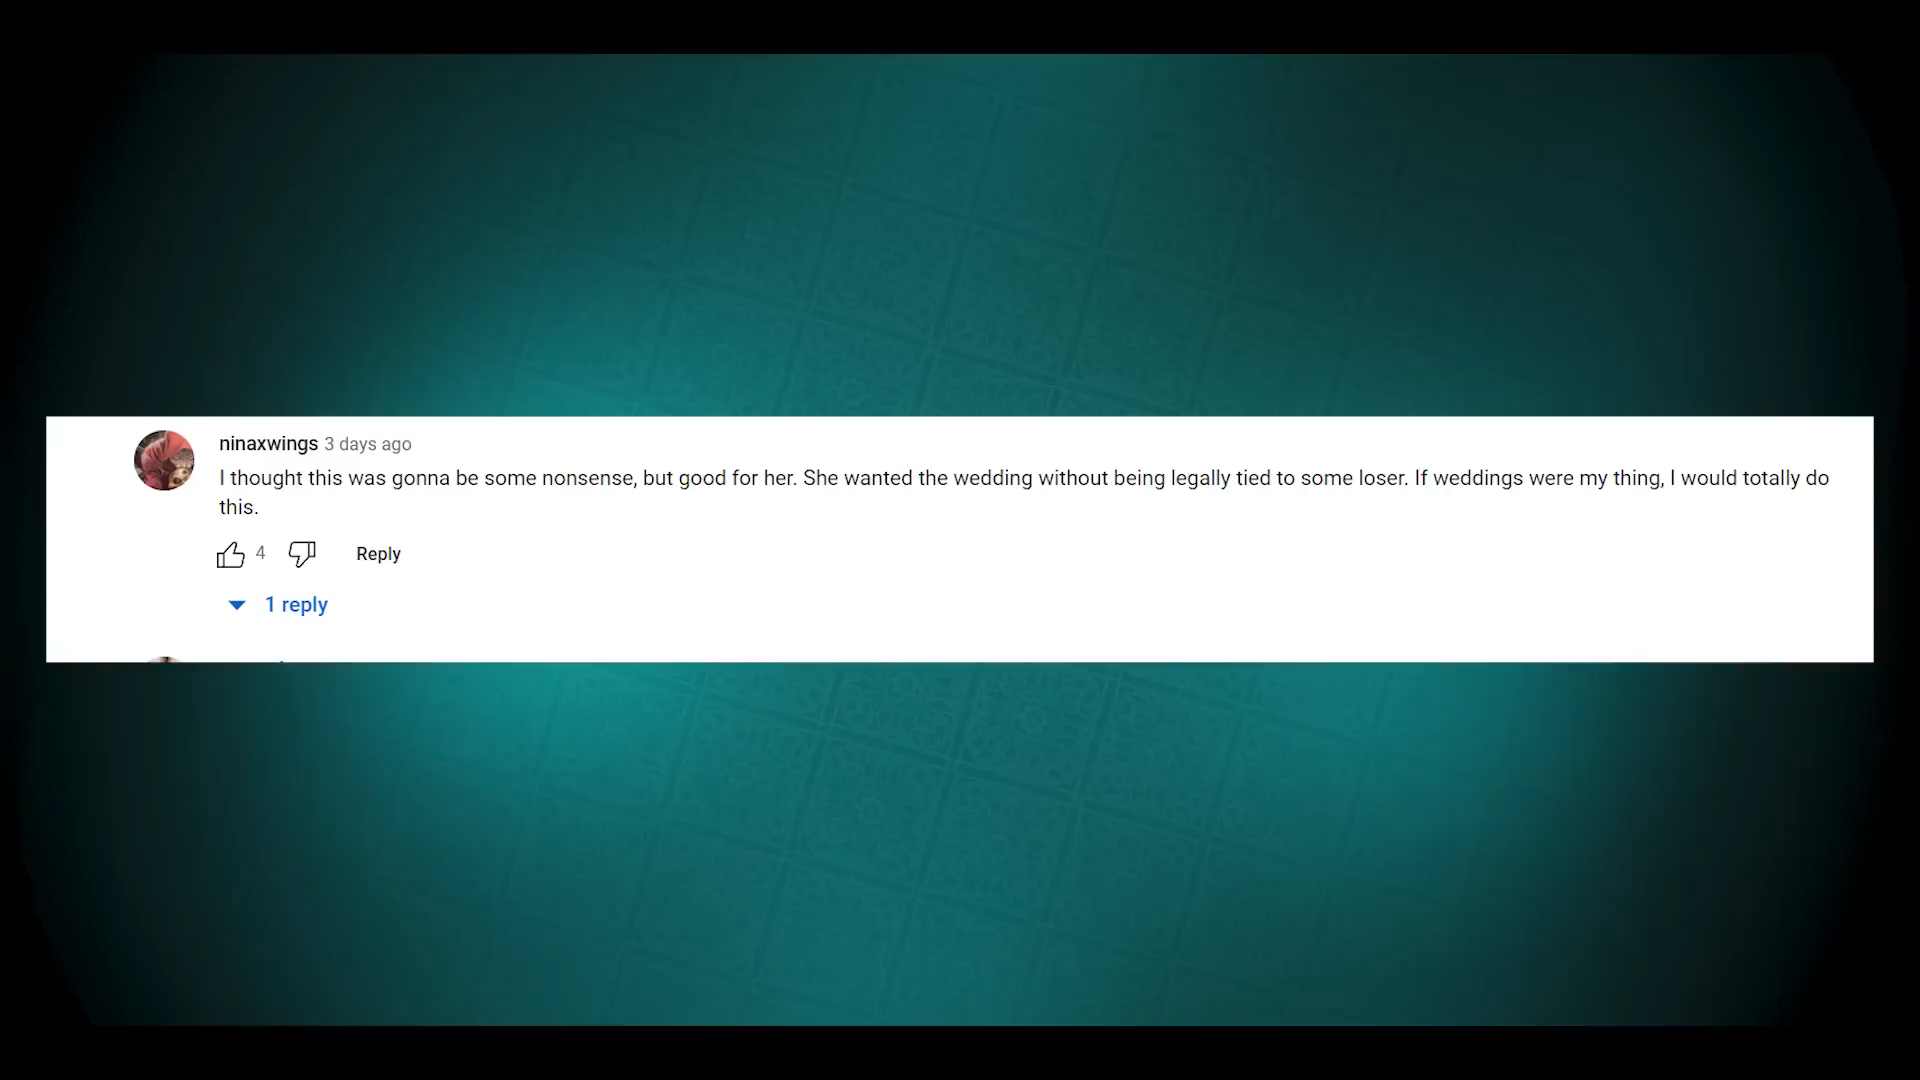 ninaxwings 3 days ago
I thought this was gonna be some nonsense, but good for her. She wanted the wedding without being legally tied to some loser. If weddings were my thing, I would totally do
this.
4 Reply
1 reply